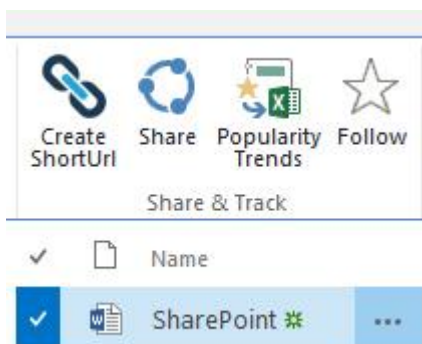 Create ShortUrl
Share
Popularity Trends
Follow
Share & Track
Name
SharePoint
...